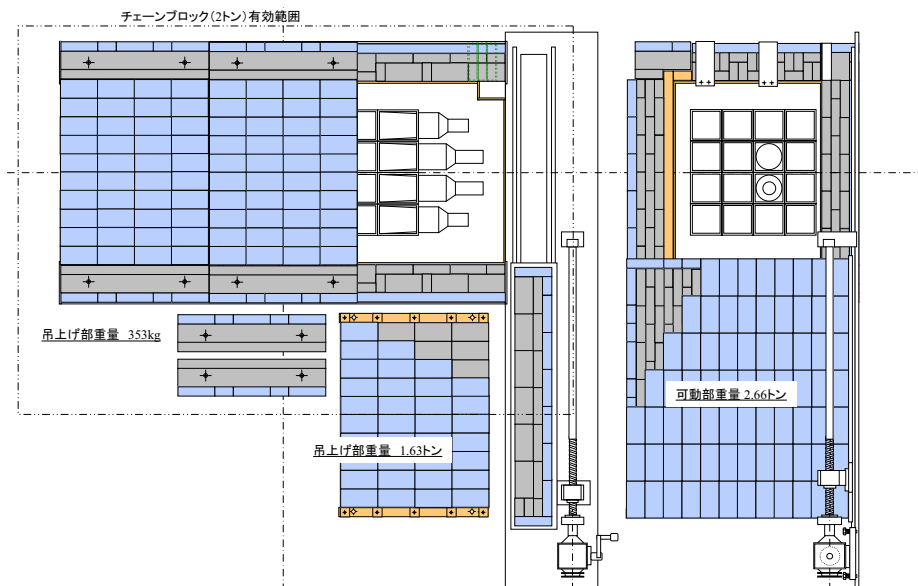 チェーンブロック(2トン)有効範囲
吊上げ部重量 353kg
可動部重量 2.66トン
吊上げ部重量 1.63トン